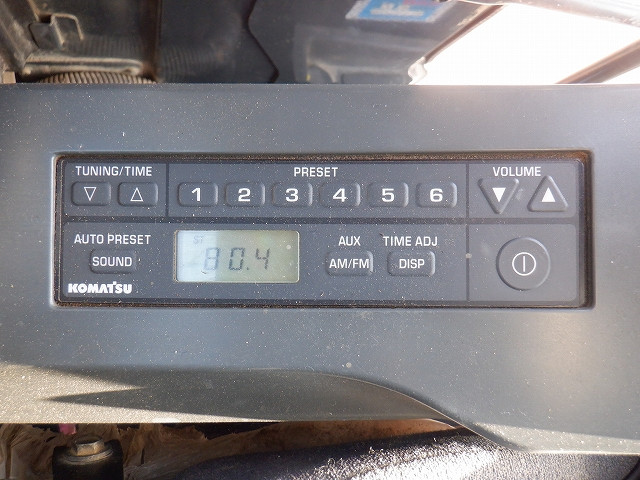 TUNING/TIME PRESET VOLUME
▽ △ 1 2 3 4 5 6 ▼ ▲
AUTO PRESET AUX TIME ADJ
SOUND 80.4 AM/FM DISP
KOMATSU